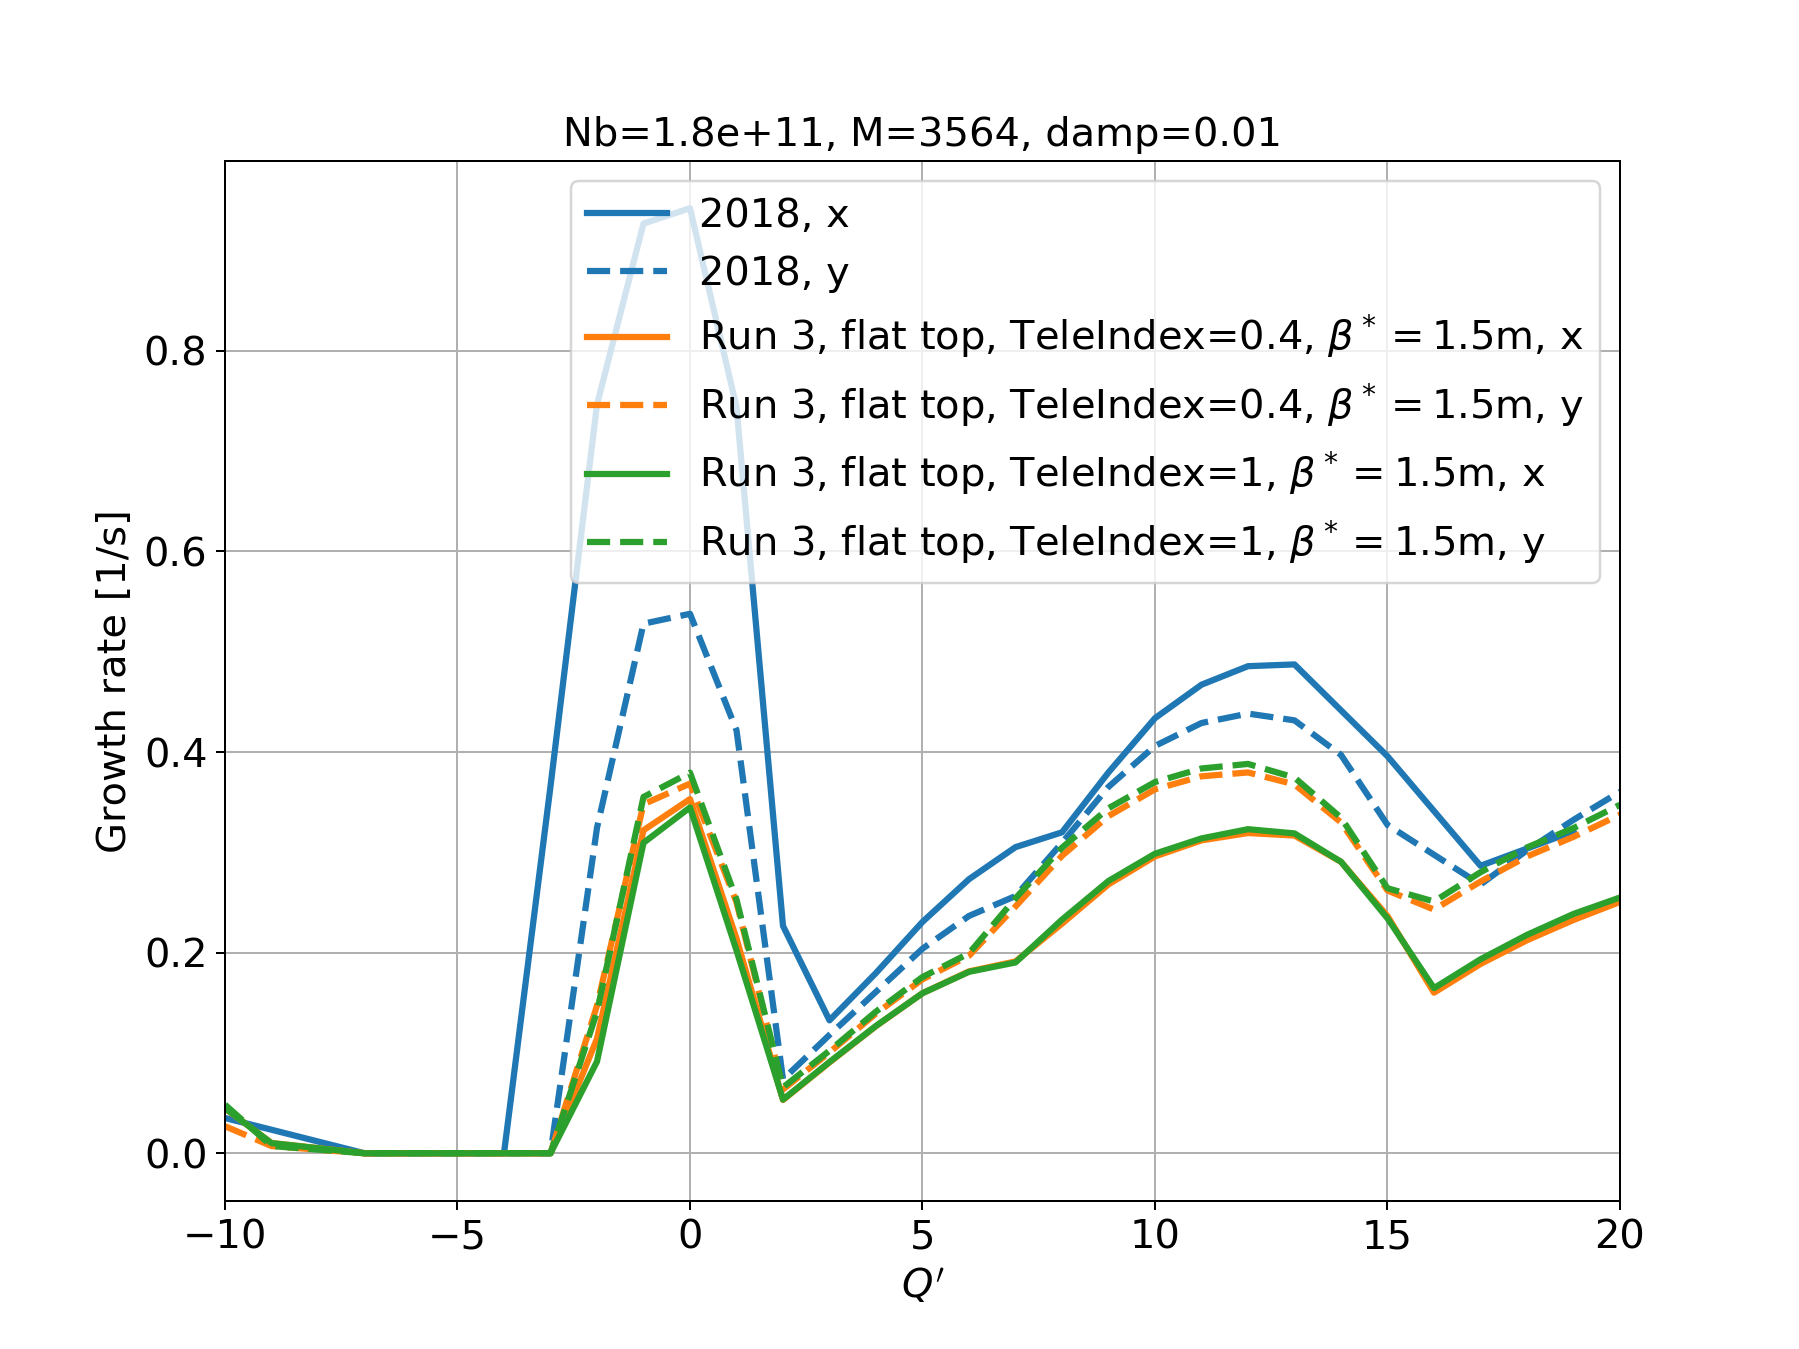 Nb=1.8e+11, M=3564, damp=0.01
2018, x
2018, y
Run 3, flat top, TeleIndex=0.4, β* = 1.5m, x
Run 3, flat top, TeleIndex=0.4, β* = 1.5m, y
Run 3, flat top, TeleIndex=1, β* = 1.5m, x
Run 3, flat top, TeleIndex=1, β* = 1.5m, y
Growth rate [1/s]
0.8
0.6
0.4
0.2
0.0
−10 −5 0 5 10 15 20
Q′